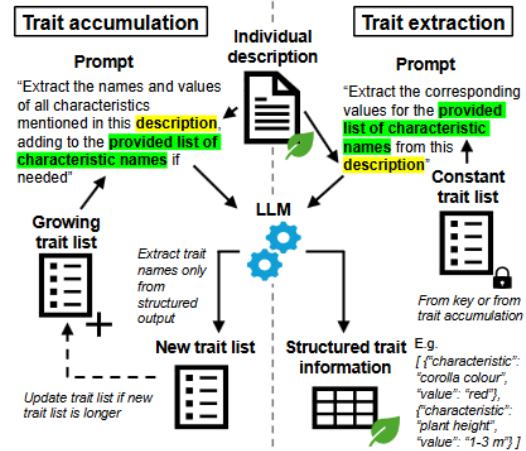 Trait accumulation
Trait extraction
Individual
description
Prompt
“Extract the names and values
of all characteristics
mentioned in this description,
adding to the provided list of
characteristic names if
needed”
Prompt
“Extract the corresponding
values for the provided
list of characteristic
names from this
description”
Constant
trait list
Growing
trait list
LLM
Extract trait
names only
from
structured
output
From key or from
trait accumulation
New trait list
Update trait list if new
trait list is longer
Structured trait
information
E.g.
[ {“characteristic”:
“corolla colour”,
“value”: “red”},
{“characteristic”:
“plant height”,
“value”: “1-3 m”} ]